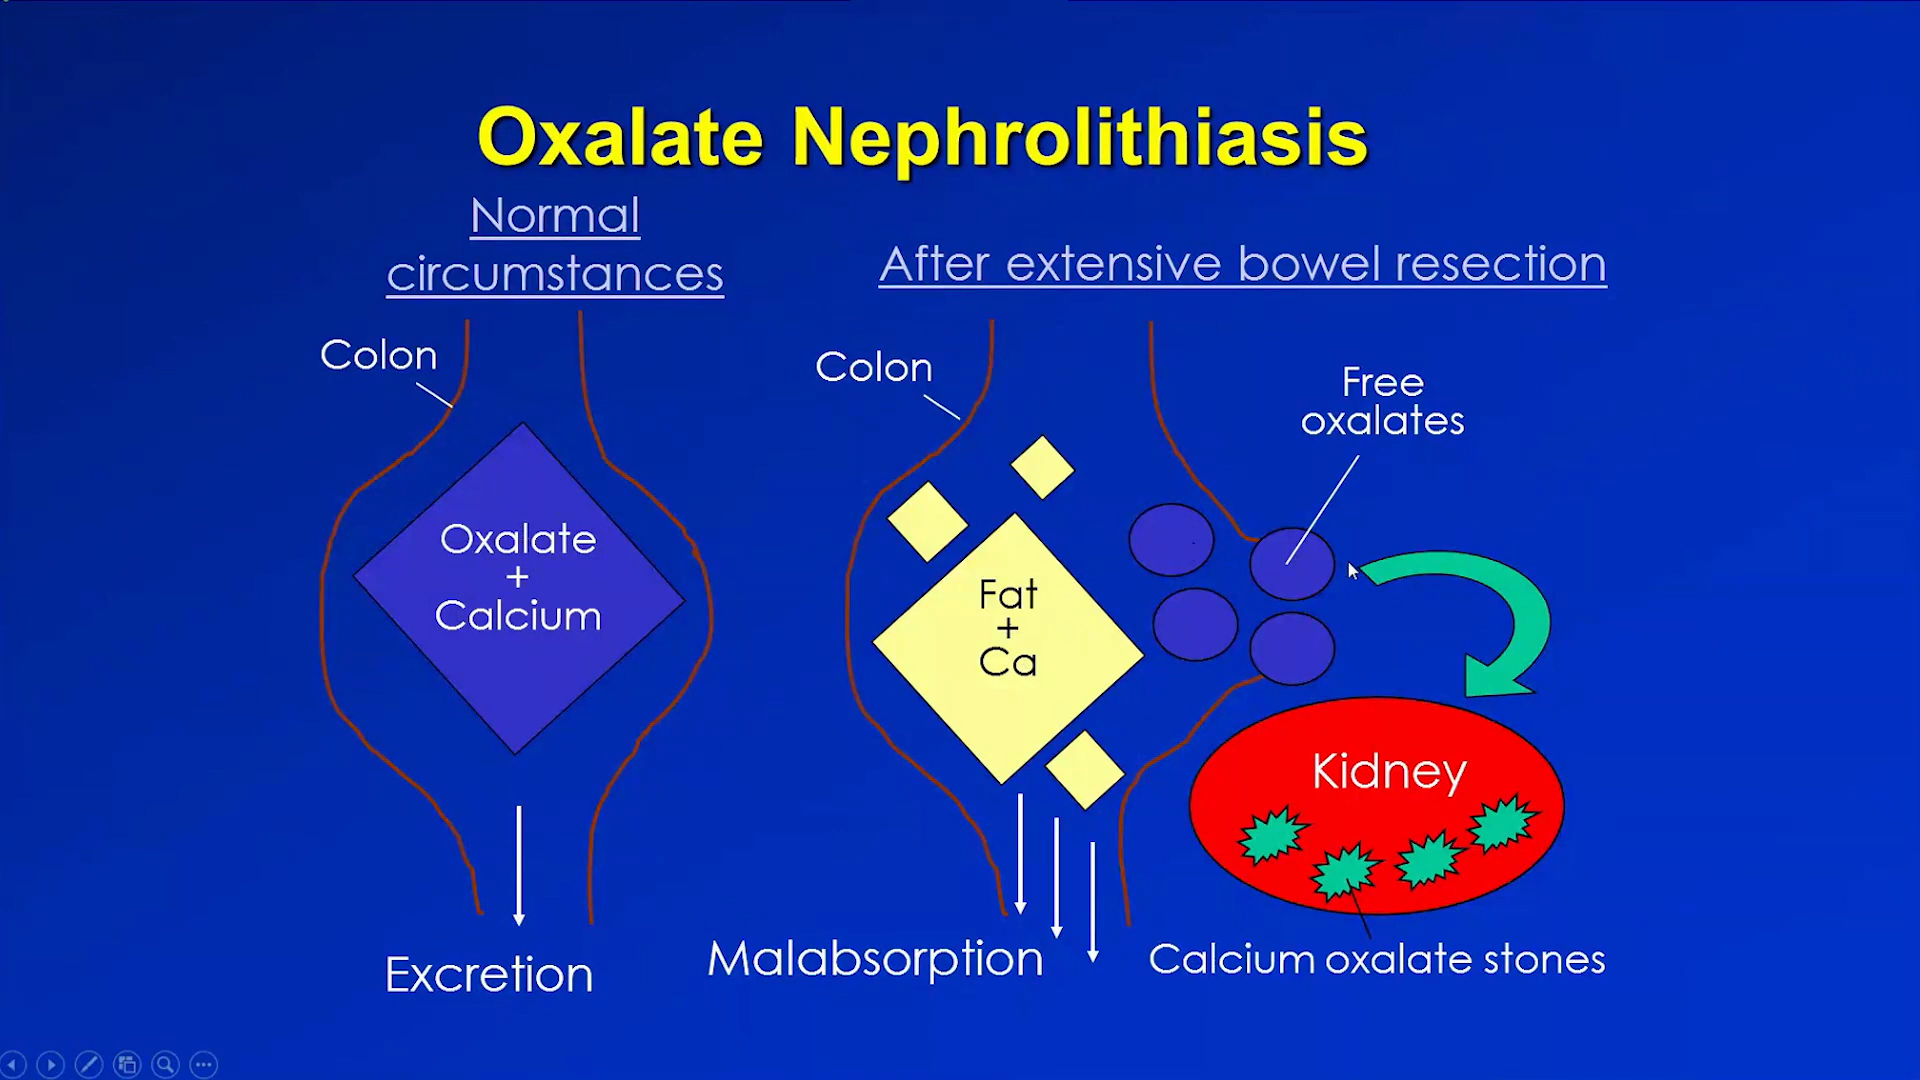 Oxalate Nephrolithiasis
Normal
circumstances
Colon
Oxalate
+
Calcium
Excretion
After extensive bowel resection
Colon
Free
oxalates
Fat
+
Ca
Kidney
Malabsorption
Calcium oxalate stones